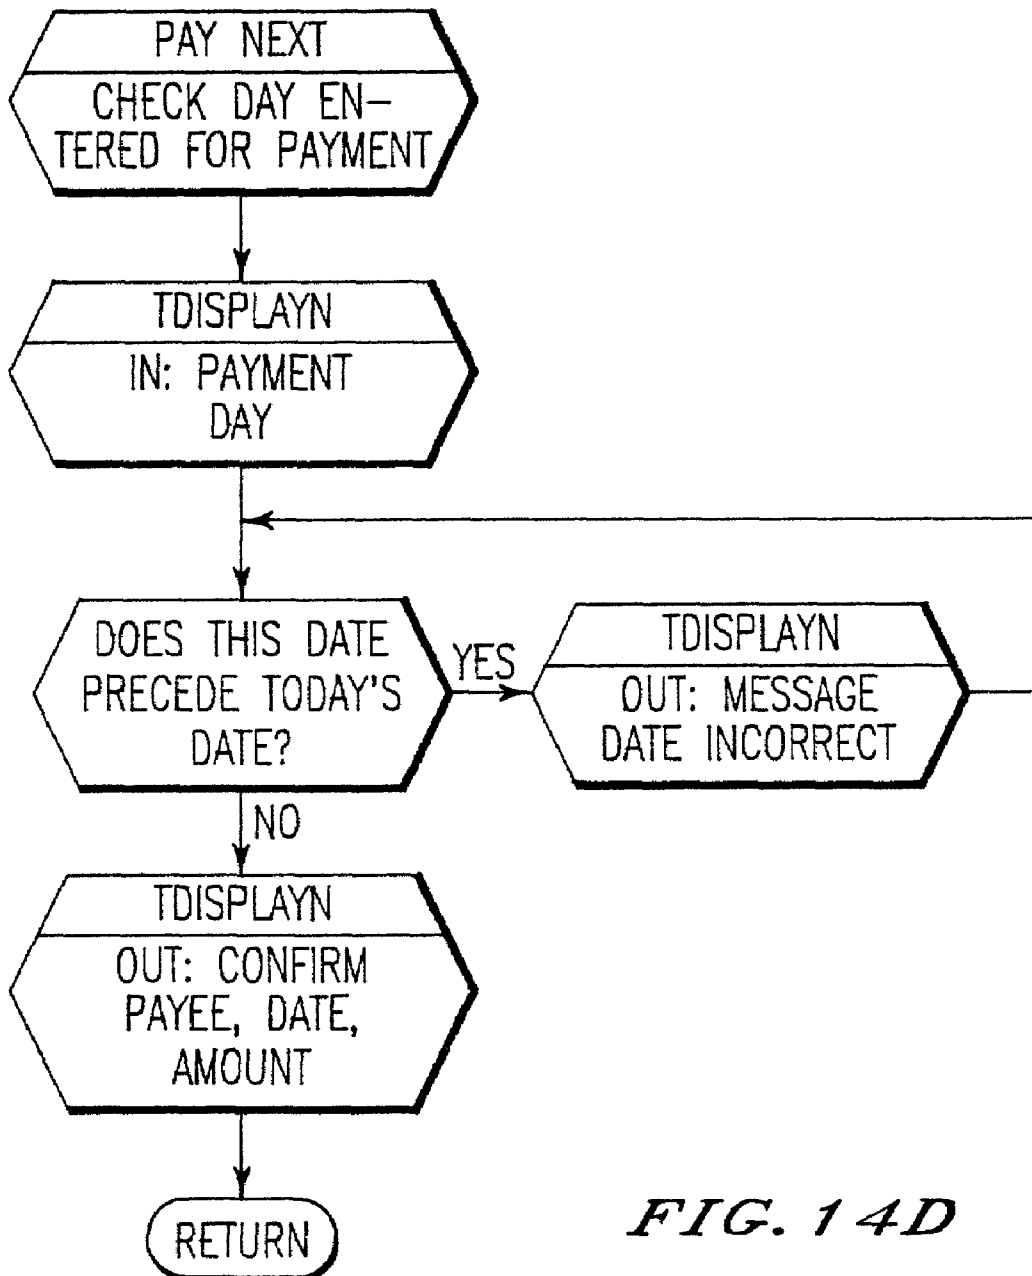 PAY NEXT
CHECK DAY EN-
TERED FOR PAYMENT
TDISPLAYN
IN: PAYMENT
DAY
DOES THIS DATE
PRECEDE TODAY'S
DATE?
YES
TDISPLAYN
OUT: MESSAGE
DATE INCORRECT
NO
TDISPLAYN
OUT: CONFIRM
PAYEE, DATE,
AMOUNT
RETURN
FIG. 14D